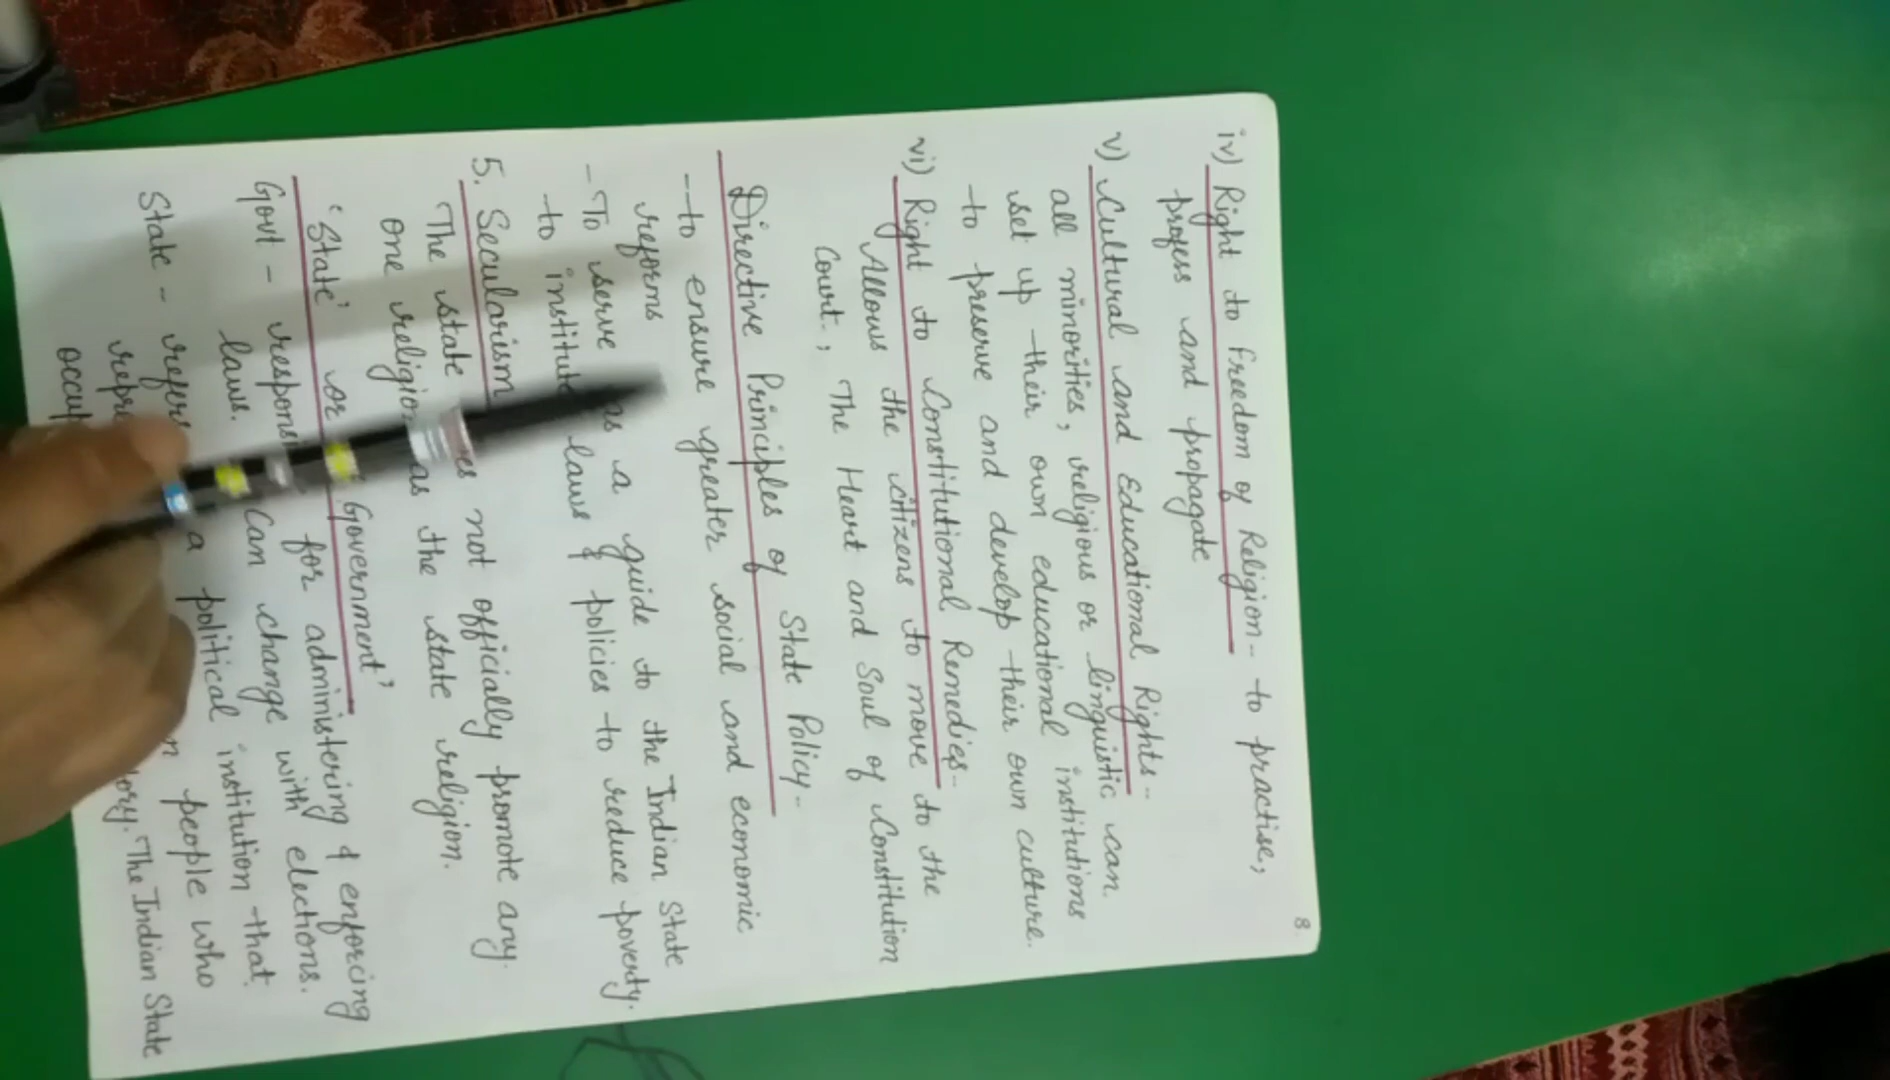 8.
iv) Right to Freedom of Religion - to practise,
profess and propagate
v) Cultural and Educational Rights -
all minorities, religious or linguistic can
set up their own educational institutions
to preserve and develop their own culture.
vi) Right to Constitutional Remedies -
Allows the citizens to move to the
Court., The Heart and Soul of Constitution
Directive Principles of State Policy -
- to ensure greater social and economic
reforms
- To serve as a guide to the Indian State
to institute laws & policies to reduce poverty.
5. Secularism
The state not officially promote any
one religion as the state religion.
'State' or 'Government'
Govt - for administering & enforcing
laws. Can change with elections.
State - refers a political institution that
people who
The Indian State